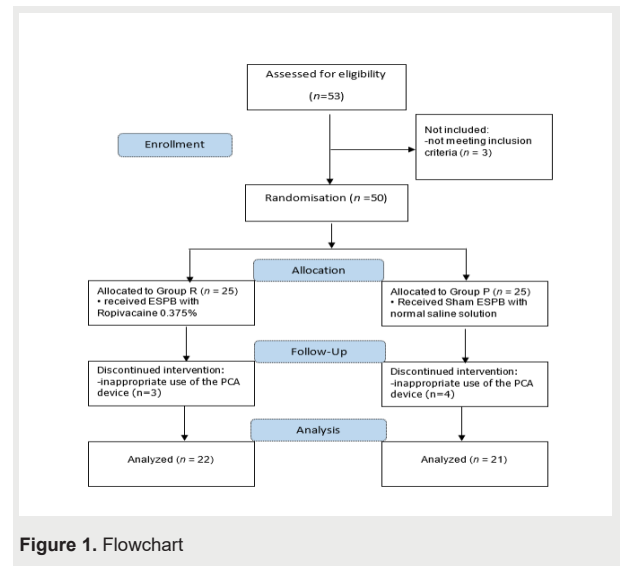 Assessed for eligibility
(n=53)
Enrollment
Not included:
-not meeting inclusion
criteria (n = 3)
Randomisation (n =50)
Allocation
Allocated to Group R (n = 25)
• received ESPB with
Ropivacaine 0.375%
Allocated to Group P (n = 25)
• Received Sham ESPB with
normal saline solution
Follow-Up
Discontinued intervention:
-inappropriate use of the PCA
device (n=3)
Discontinued intervention:
-inappropriate use of the PCA
device (n=4)
Analysis
Analyzed (n = 22)
Analyzed (n = 21)
Figure 1. Flowchart